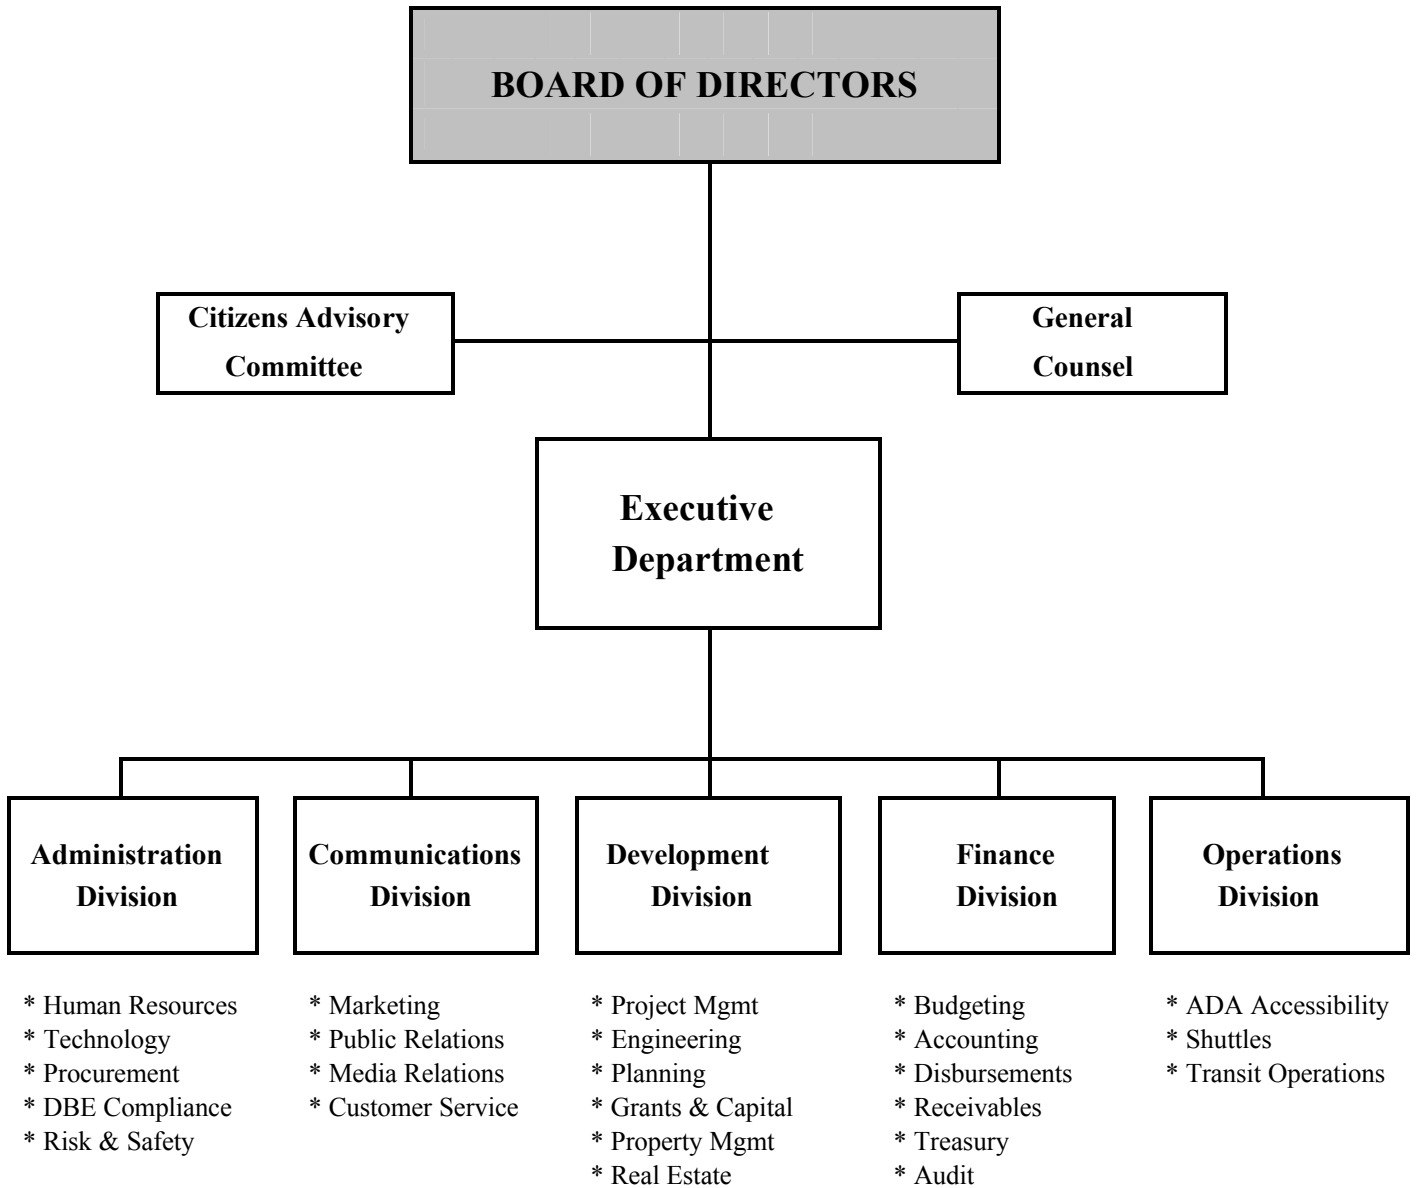 BOARD OF DIRECTORS
Citizens Advisory
Committee
General
Counsel
Executive
Department
Administration
Division
Communications
Division
Development
Division
Finance
Division
Operations
Division
* Human Resources
* Technology
* Procurement
* DBE Compliance
* Risk & Safety
* Marketing
* Public Relations
* Media Relations
* Customer Service
* Project Mgmt
* Engineering
* Planning
* Grants & Capital
* Property Mgmt
* Real Estate
* Budgeting
* Accounting
* Disbursements
* Receivables
* Treasury
* Audit
* ADA Accessibility
* Shuttles
* Transit Operations